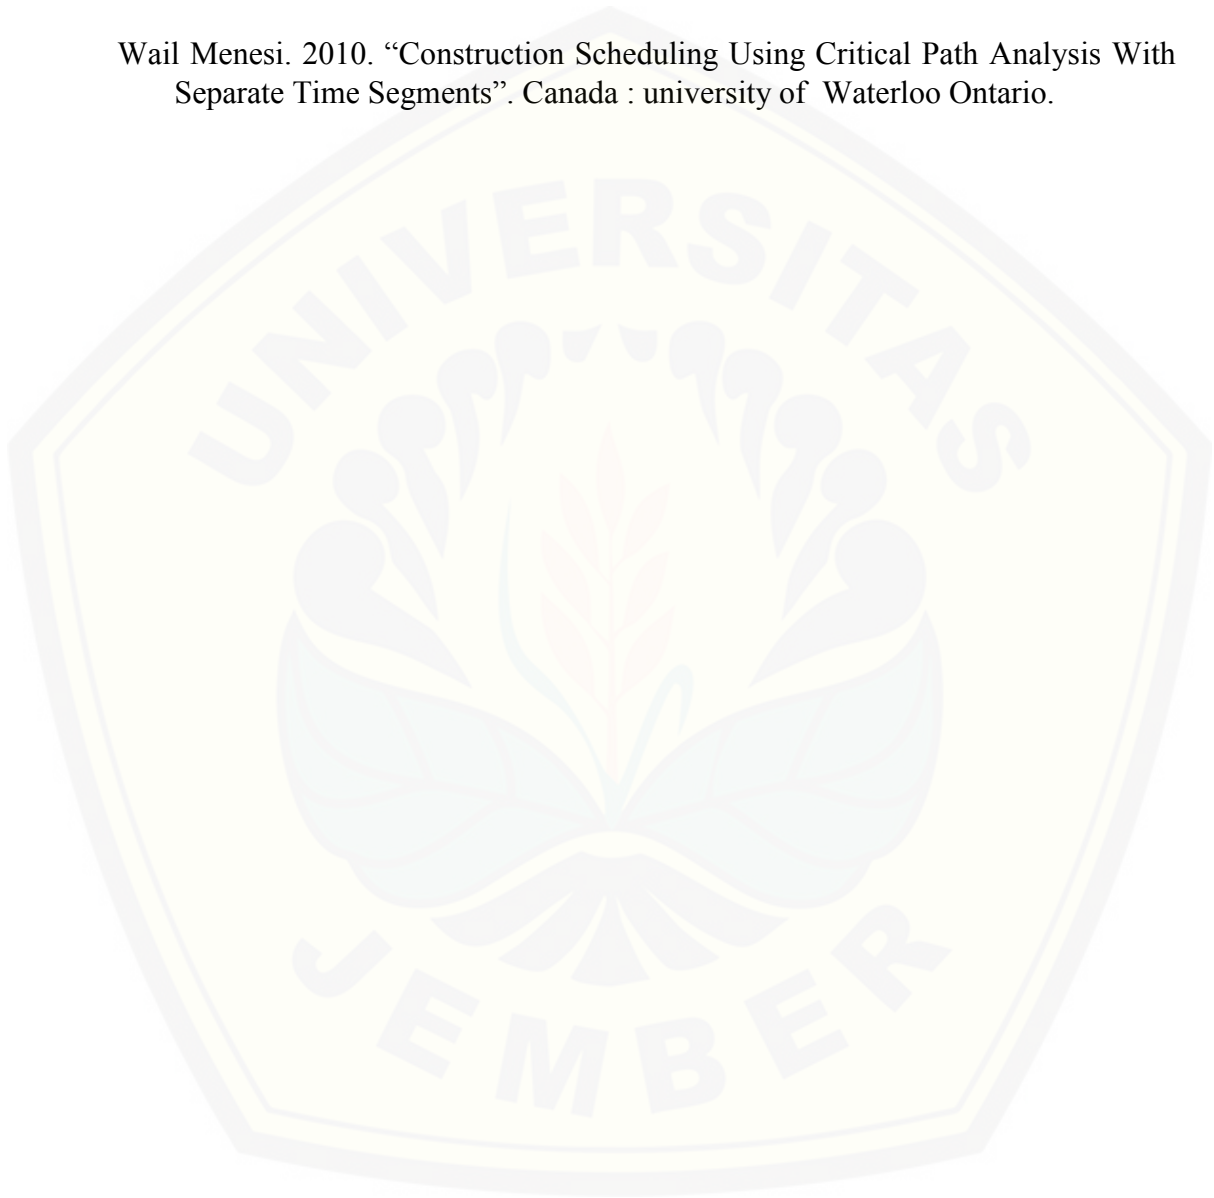 Wail Menesi. 2010. “Construction Scheduling Using Critical Path Analysis With
Separate Time Segments”. Canada : university of  Waterloo Ontario.
UNIVERSITAS
JEMBER